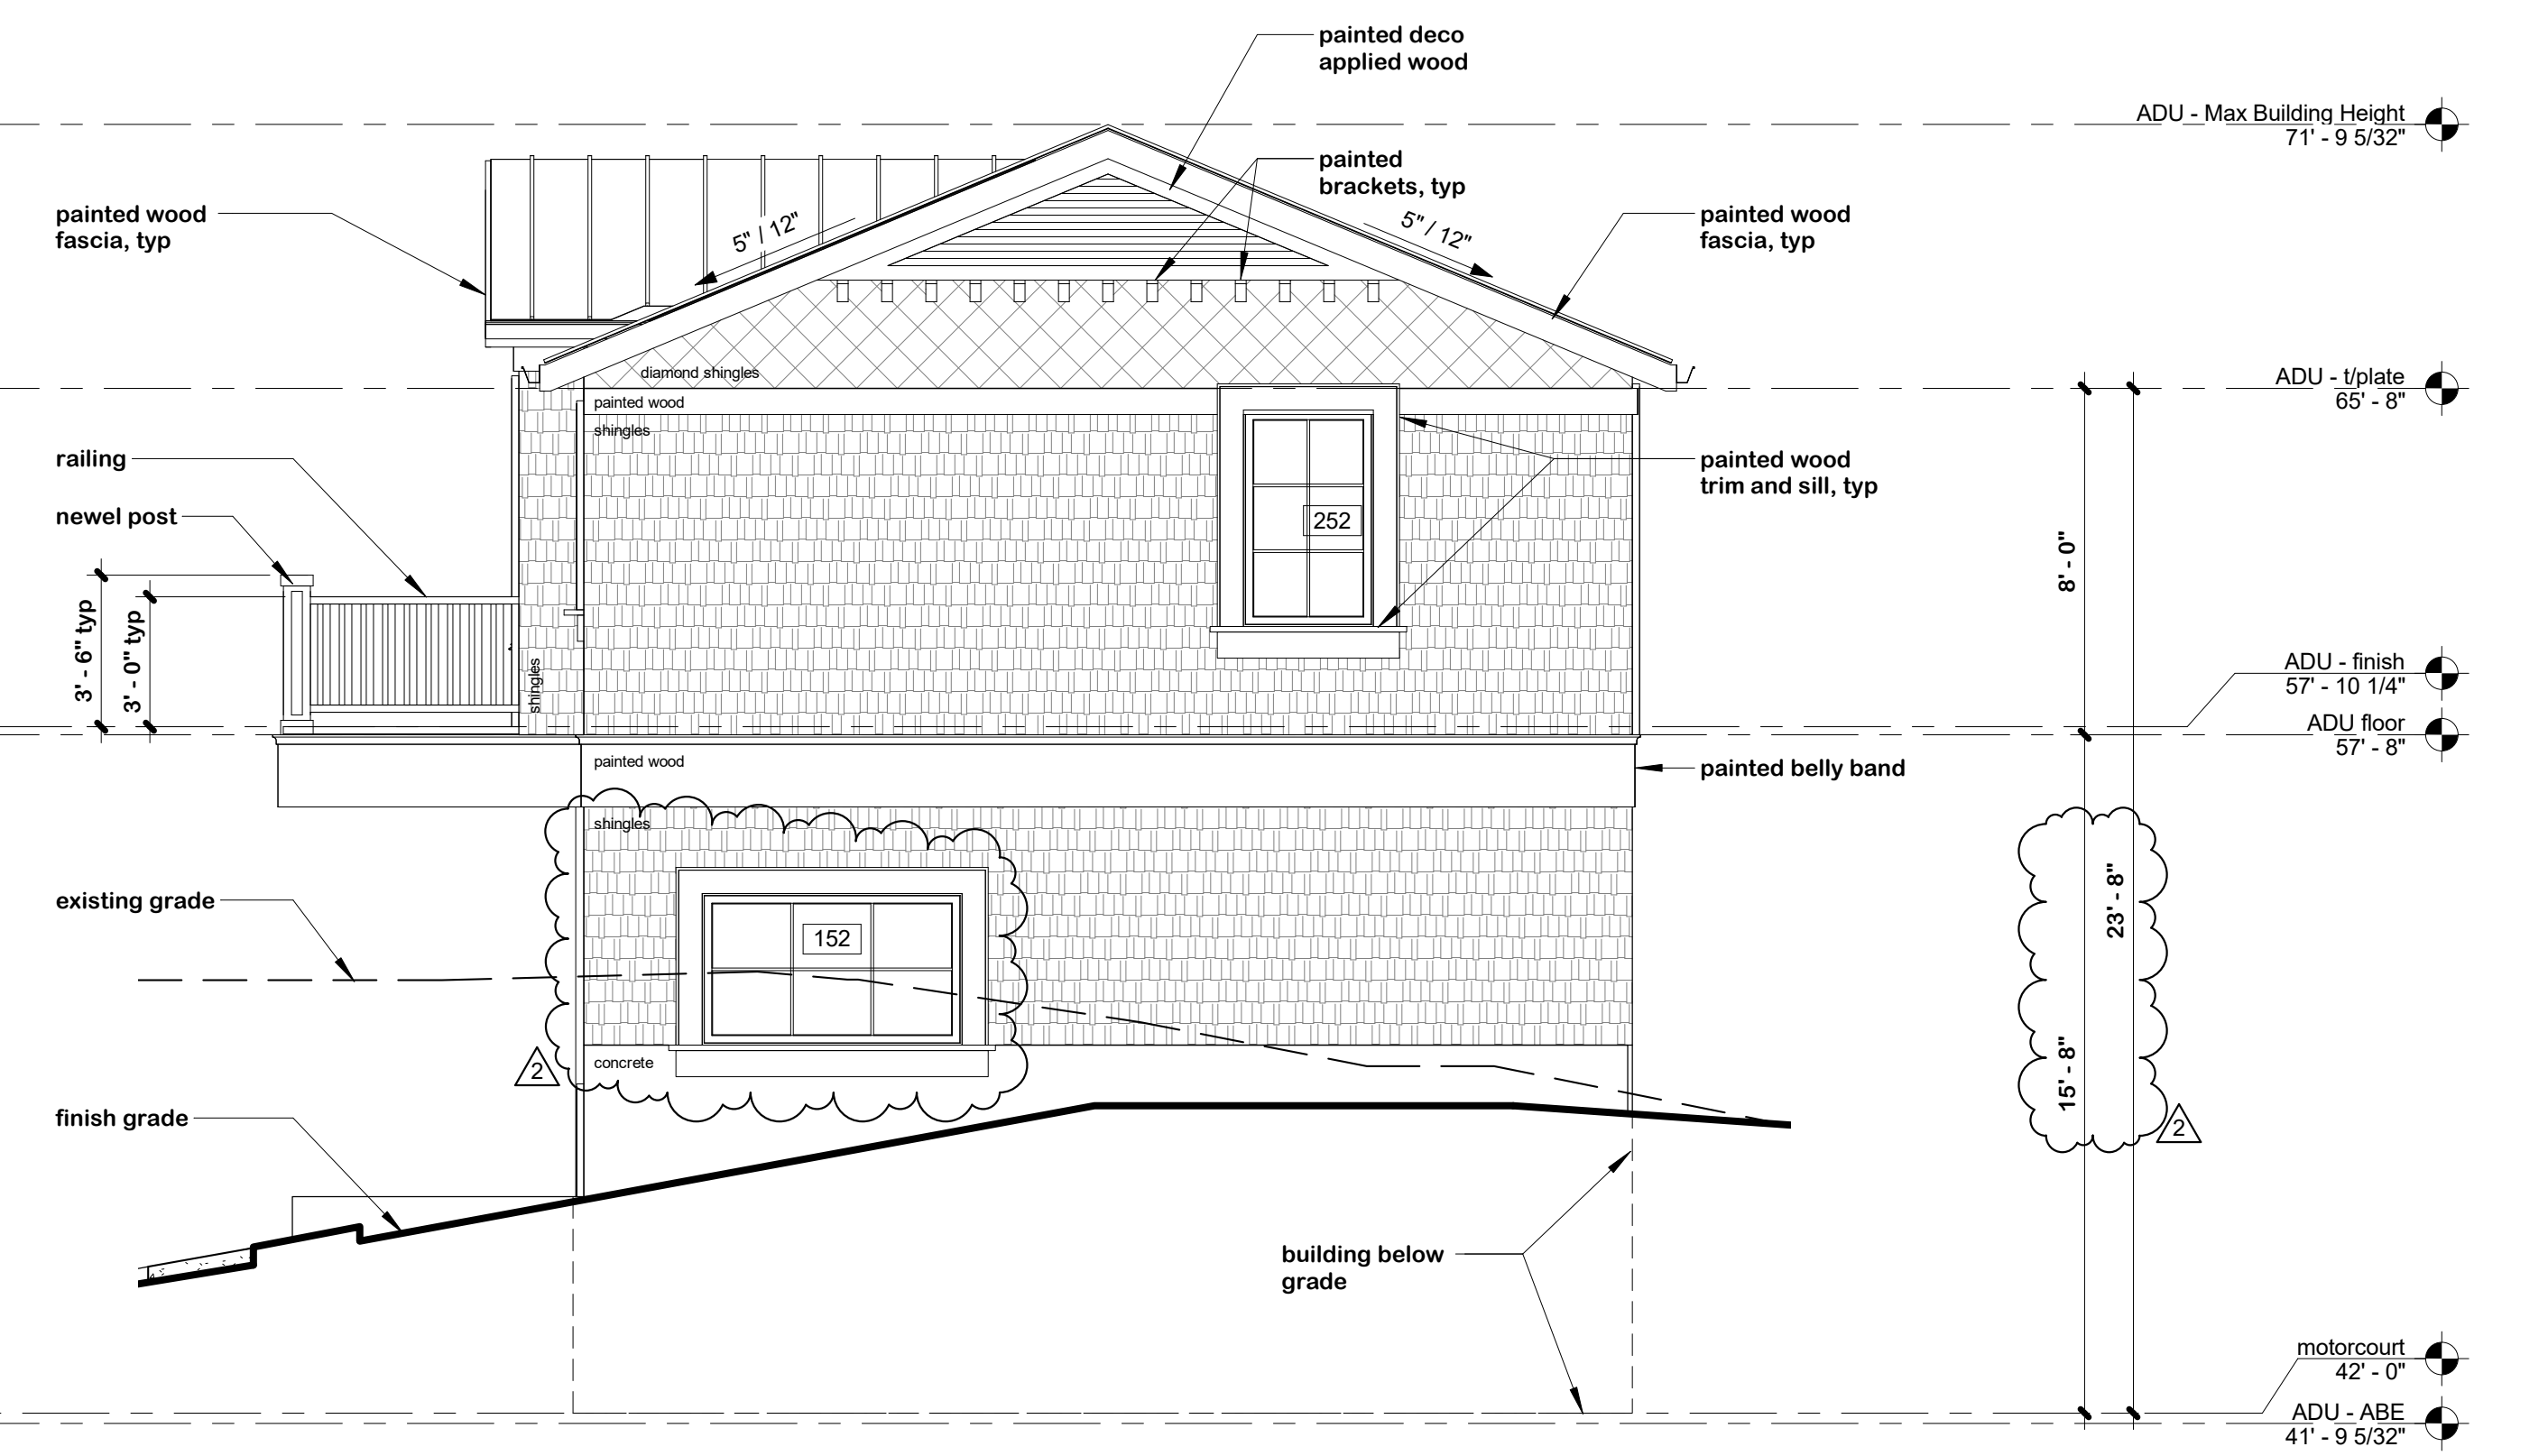 painted deco
applied wood
ADU - Max Building Height
71' - 9 5/32"
painted
brackets, typ
painted wood
fascia, typ
5" / 12"
5" / 12"
painted wood
fascia, typ
diamond shingles
ADU - t/plate
65' - 8"
painted wood
shingles
railing
painted wood
trim and sill, typ
newel post
252
8' - 0"
3' - 6" typ
3' - 0" typ
shingles
ADU - finish
57' - 10 1/4"
ADU floor
57' - 8"
painted wood
painted belly band
shingles
existing grade
152
23' - 8"
15' - 8"
concrete
2
finish grade
2
building below
grade
motorcourt
42' - 0"
ADU - ABE
41' - 9 5/32"